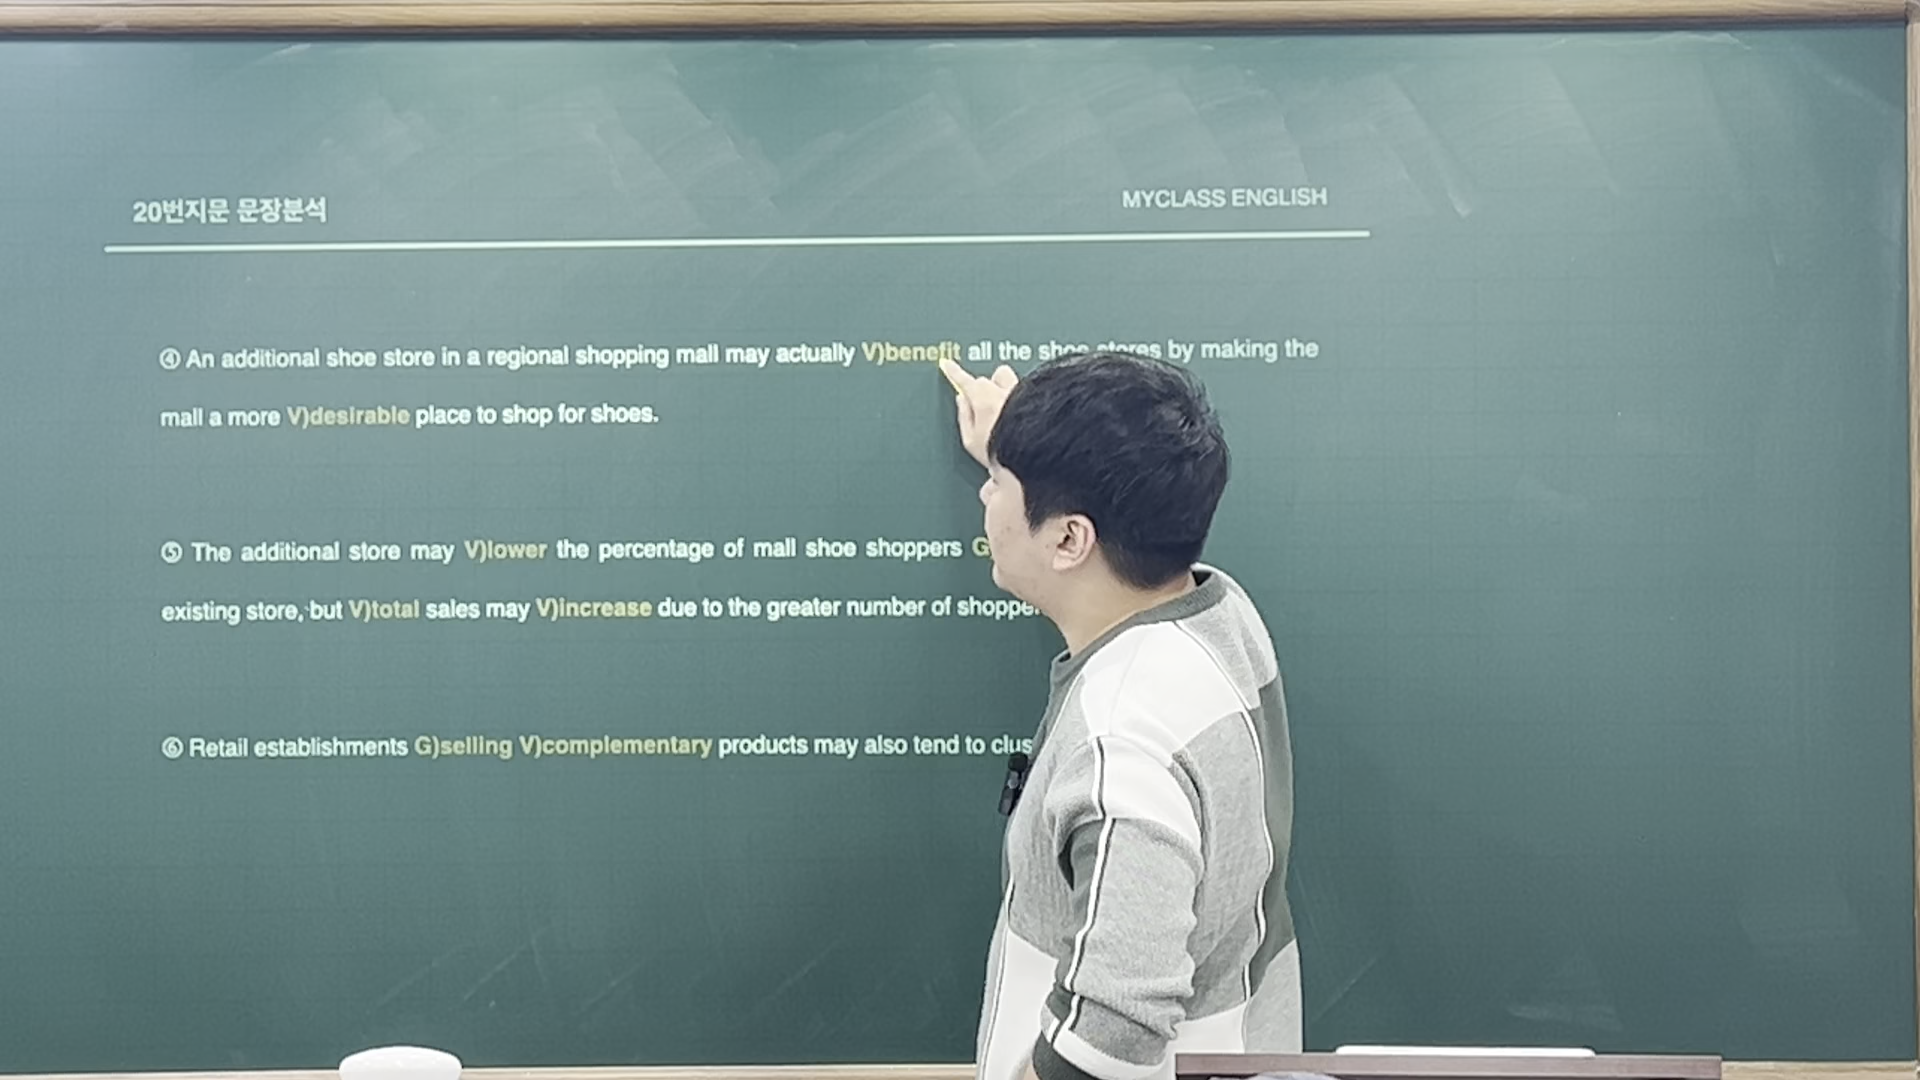 20번지문 문장분석
MYCLASS ENGLISH
④ An additional shoe store in a regional shopping mall may actually V)benefit all the shoe stores by making the
mall a more V)desirable place to shop for shoes.
⑤ The additional store may V)lower the percentage of mall shoe shoppers
existing store, but V)total sales may V)increase due to the greater number of
⑥ Retail establishments G)selling V)complementary products may also tend to